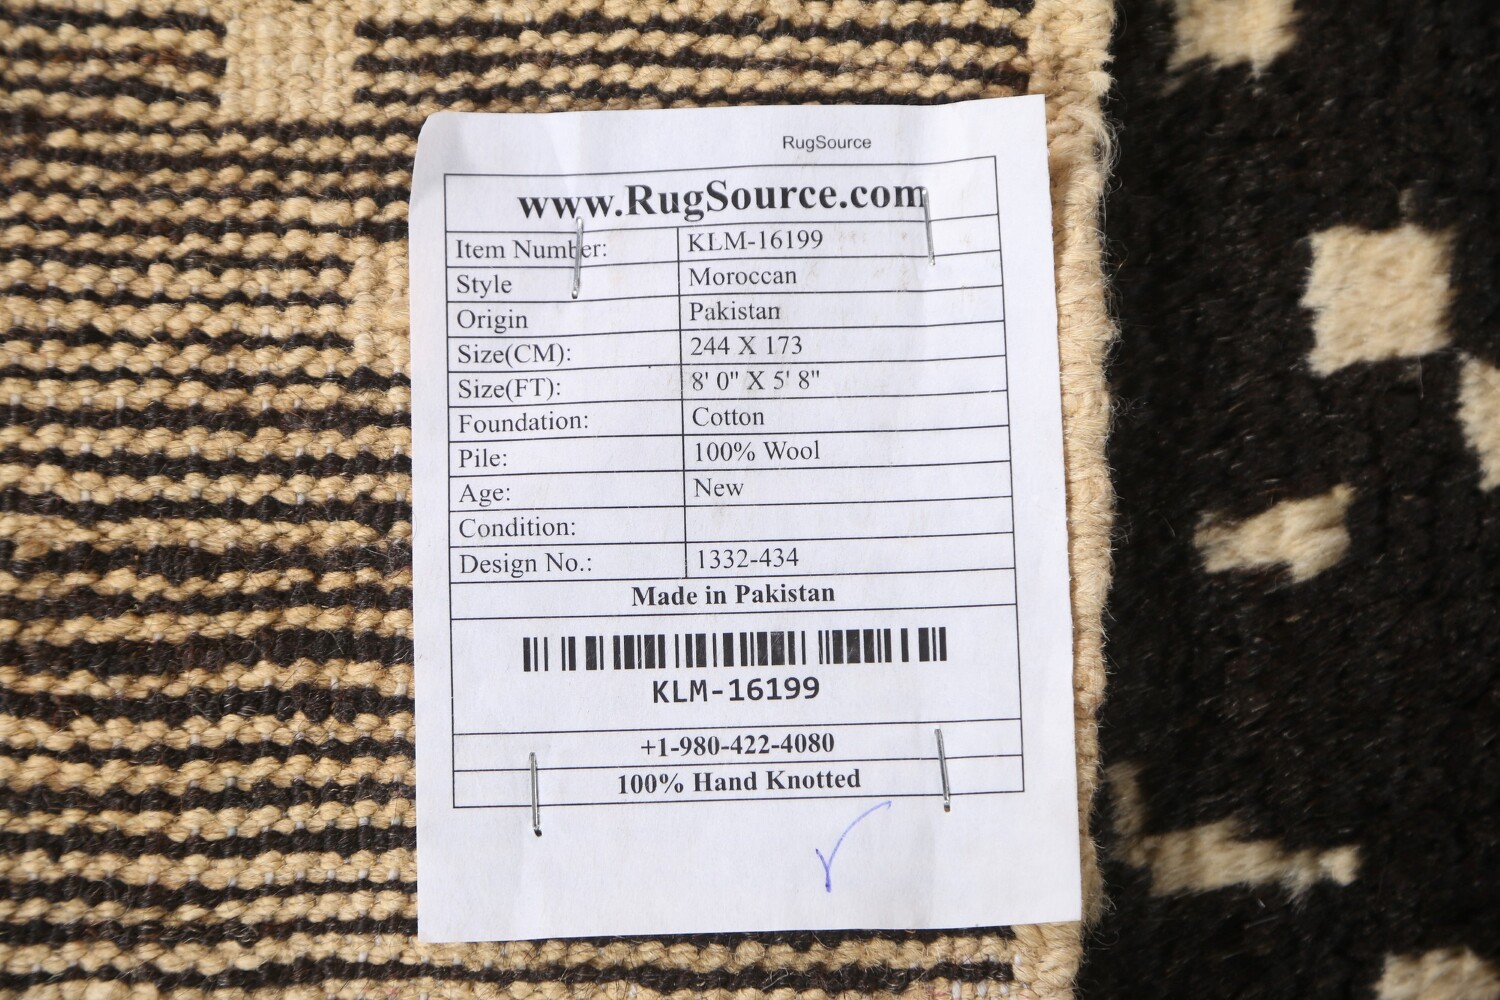 RugSource
www.RugSource.com
Item Number: KLM-16199
Style Moroccan
Origin Pakistan
Size(CM): 244 X 173
Size(FT): 8' 0" X 5' 8"
Foundation: Cotton
Pile: 100% Wool
Age: New
Condition:
Design No.: 1332-434
Made in Pakistan
KLM-16199
+1-980-422-4080
100% Hand Knotted